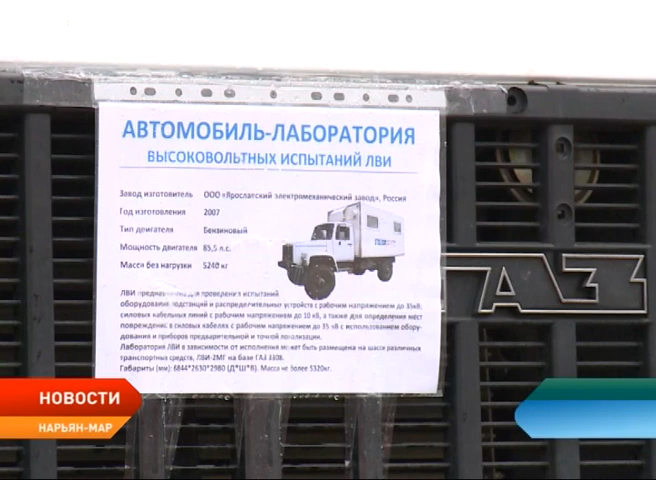 АВТОМОБИЛЬ-ЛАБОРАТОРИЯ
ВЫСОКОВОЛЬТНЫХ ИСПЫТАНИЙ ЛВИ
Завод изготовитель ООО «Ярославский электромеханический завод», Россия
Год изготовления 2007
Тип двигателя Бензиновый
Мощность двигателя 85,5 л.с.
Масса без нагрузки 5240 кг
ЛВИ предназначена для проведения испытаний
оборудования подстанций и распределительных устройств с рабочим напряжением до 35кВ;
силовых кабельных линий с рабочим напряжением до 10 кВ, а также для определения мест
повреждению в силовых кабелях с рабочим напряжением до 35 кВ с использованием обору-
дования и приборов предварительной и точной локализации.
Лаборатория ЛВИ в зависимости от исполнения может быть размещена на шасси различных
транспортных средств, ЛВИ-2МГ на базе ГАЗ 3308.
Габариты (мм): 6844*2630*2980 (Д*Ш*В). Масса не более 5320кг.
ГАЗ
НОВОСТИ
НАРЬЯН-МАР